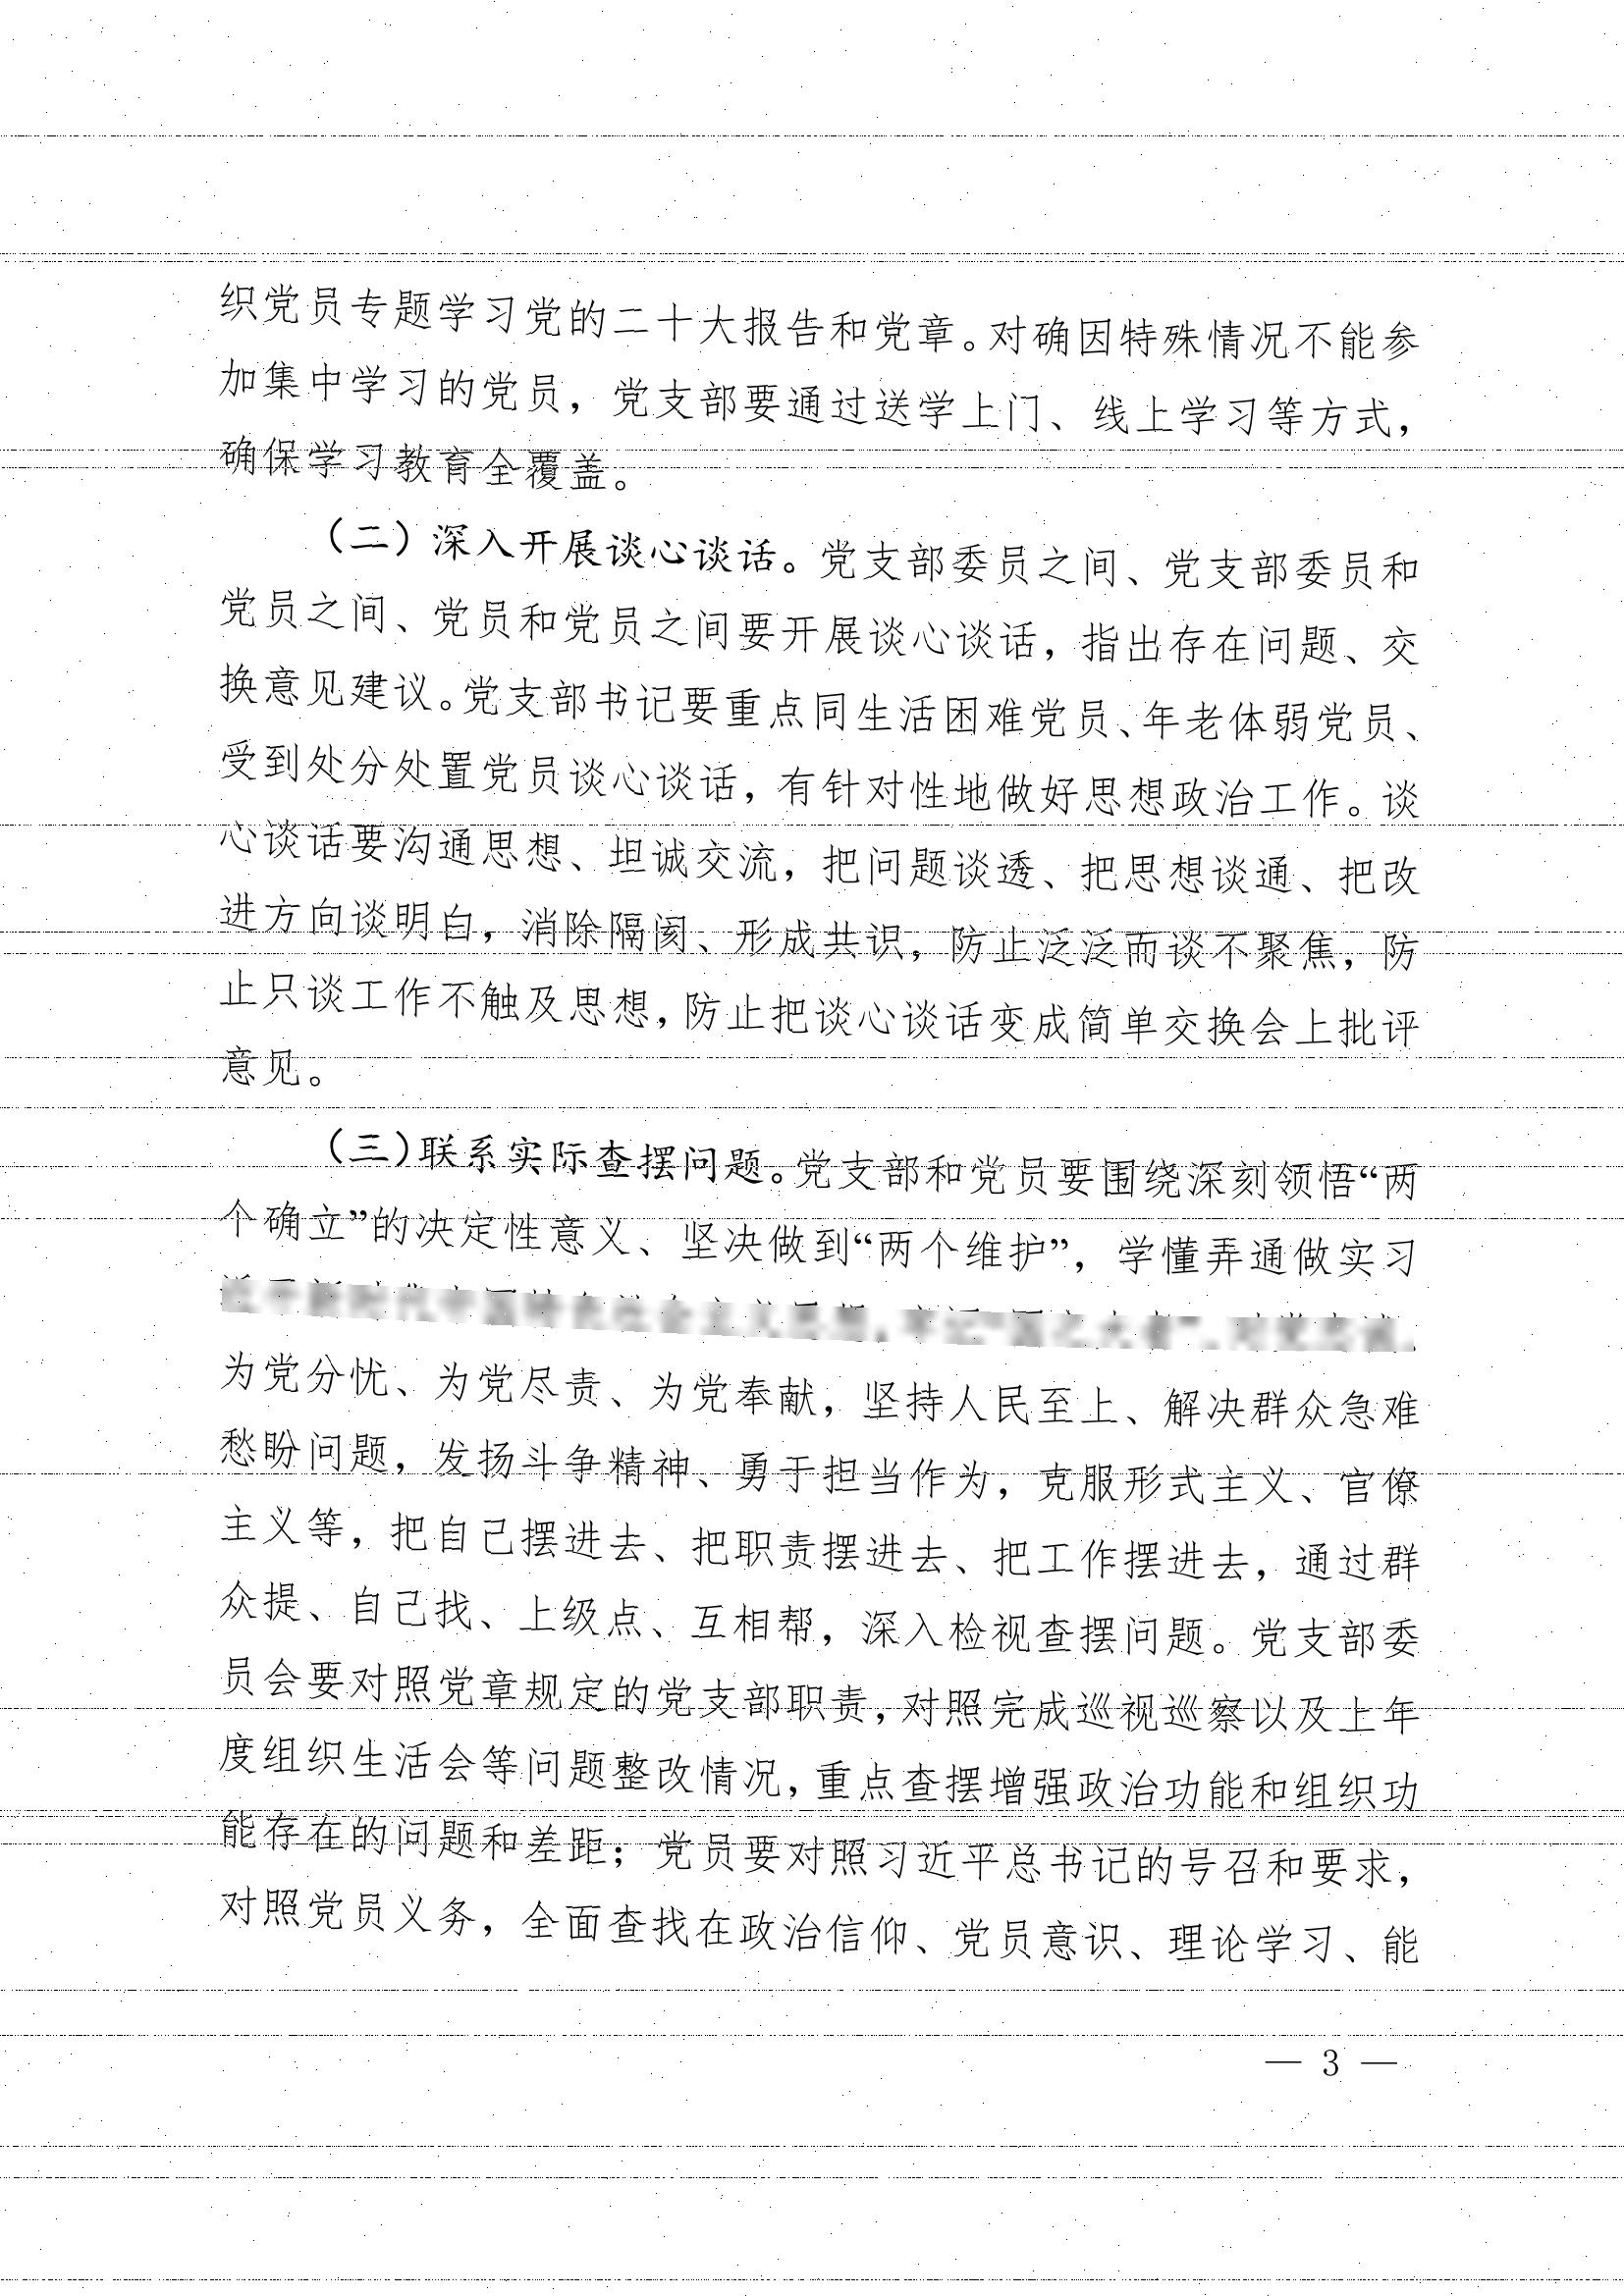 织党员专题学习党的二十大报告和党章。对确因特殊情况不能参
加集中学习的党员，党支部要通过送学上门、线上学习等方式，
确保学习教育全覆盖。
（二）深入开展谈心谈话。党支部委员之间、党支部委员和
党员之间、党员和党员之间要开展谈心谈话，指出存在问题、交
换意见建议。党支部书记要重点同生活困难党员、年老体弱党员、
受到处分处置党员谈心谈话，有针对性地做好思想政治工作。谈
心谈话要沟通思想、坦诚交流，把问题谈透、把思想谈通、把改
进方向谈明白，消除隔阂、形成共识，防止泛泛而谈不聚焦，防
止只谈工作不触及思想，防止把谈心谈话变成简单交换会上批评
意见。
（三）联系实际查摆问题。党支部和党员要围绕深刻领悟“两
个确立”的决定性意义、坚决做到“两个维护”，学懂弄通做实习
为党分忧、为党尽责、为党奉献，坚持人民至上、解决群众急难
愁盼问题，发扬斗争精神、勇于担当作为，克服形式主义、官僚
主义等，把自己摆进去、把职责摆进去、把工作摆进去，通过群
众提、自己找、上级点、互相帮，深入检视查摆问题。党支部委
员会要对照党章规定的党支部职责，对照完成巡视巡察以及上年
度组织生活会等问题整改情况，重点查摆增强政治功能和组织功
能存在的问题和差距；党员要对照习近平总书记的号召和要求，
对照党员义务，全面查找在政治信仰、党员意识、理论学习、能
— 3 —